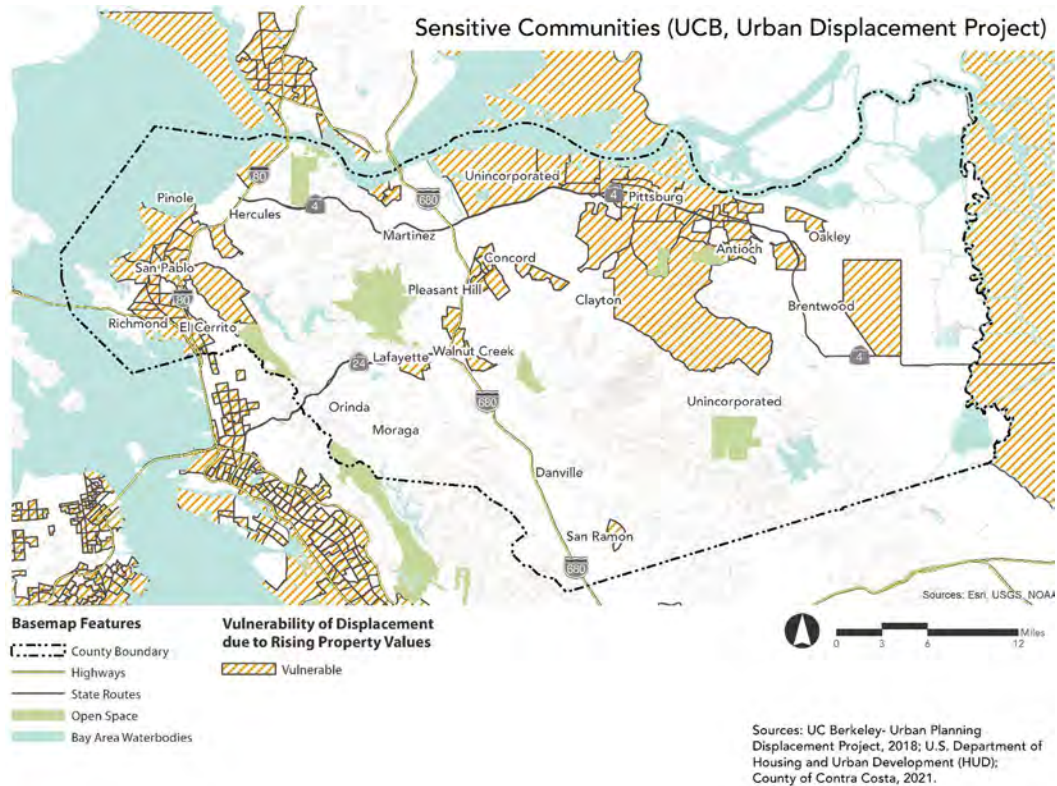 Sensitive Communities (UCB, Urban Displacement Project)
80
Unincorporated
Pinole
Hercules
4
680
4
Pittsburg
Martinez
Oakley
Antioch
Concord
San Pablo
Pleasant Hill
Clayton
80
Brentwood
Richmond
El Cerrito
Walnut Creek
Lafayette
24
4
680
Unincorporated
Orinda
Moraga
Danville
San Ramon
680
Sources: Esri, USGS, NOAA
Basemap Features
County Boundary
Highways
State Routes
Open Space
Bay Area Waterbodies
Vulnerability of Displacement
due to Rising Property Values
Vulnerable
Miles
0 3 6 12
Sources: UC Berkeley- Urban Planning
Displacement Project, 2018; U.S. Department of
Housing and Urban Development (HUD);
County of Contra Costa, 2021.